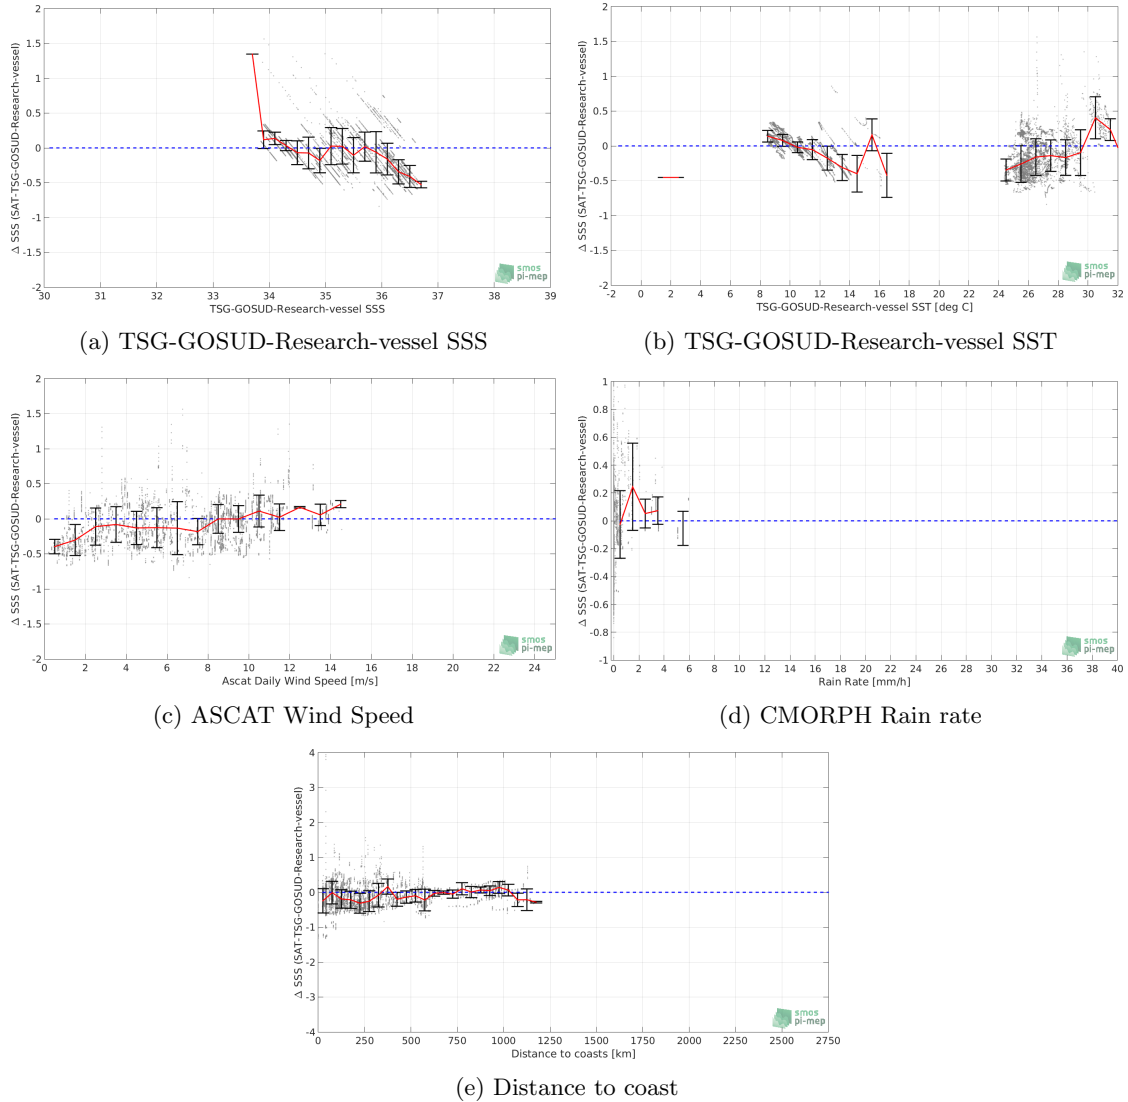 Δ SSS (SAT-TSG-GOSUD-Research-vessel)
2
1.5
1
0.5
0
-0.5
-1
-1.5
-2
30 31 32 33 34 35 36 37 38 39
TSG-GOSUD-Research-vessel SSS
smos
pi-mep
(a) TSG-GOSUD-Research-vessel SSS
Δ SSS (SAT-TSG-GOSUD-Research-vessel)
2
1.5
1
0.5
0
-0.5
-1
-1.5
-2
-2 0 2 4 6 8 10 12 14 16 18 20 22 24 26 28 30 32
TSG-GOSUD-Research-vessel SST [deg C]
smos
pi-mep
(b) TSG-GOSUD-Research-vessel SST
Δ SSS (SAT-TSG-GOSUD-Research-vessel)
2
1.5
1
0.5
0
-0.5
-1
-1.5
-2
0 2 4 6 8 10 12 14 16 18 20 22 24
Ascat Daily Wind Speed [m/s]
smos
pi-mep
(c) ASCAT Wind Speed
Δ SSS (SAT-TSG-GOSUD-Research-vessel)
1
0.8
0.6
0.4
0.2
0
-0.2
-0.4
-0.6
-0.8
-1
0 2 4 6 8 10 12 14 16 18 20 22 24 26 28 30 32 34 36 38 40
Rain Rate [mm/h]
smos
pi-mep
(d) CMORPH Rain rate
Δ SSS (SAT-TSG-GOSUD-Research-vessel)
4
3
2
1
0
-1
-2
-3
-4
0 250 500 750 1000 1250 1500 1750 2000 2250 2500 2750
Distance to coasts [km]
smos
pi-mep
(e) Distance to coast